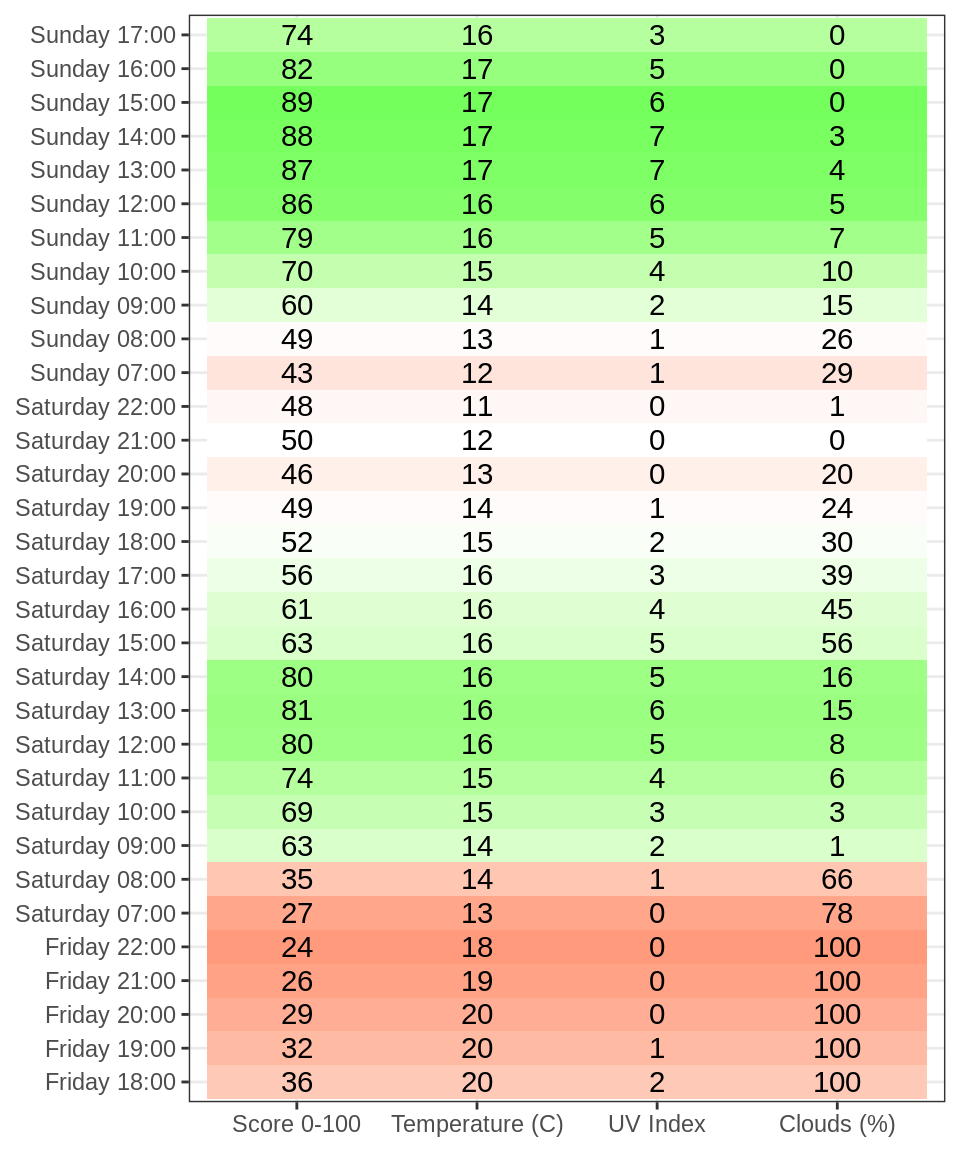 Sunday 17:00 74 16 3 0
Sunday 16:00 82 17 5 0
Sunday 15:00 89 17 6 0
Sunday 14:00 88 17 7 3
Sunday 13:00 87 17 7 4
Sunday 12:00 86 16 6 5
Sunday 11:00 79 16 5 7
Sunday 10:00 70 15 4 10
Sunday 09:00 60 14 2 15
Sunday 08:00 49 13 1 26
Sunday 07:00 43 12 1 29
Saturday 22:00 48 11 0 1
Saturday 21:00 50 12 0 0
Saturday 20:00 46 13 0 20
Saturday 19:00 49 14 1 24
Saturday 18:00 52 15 2 30
Saturday 17:00 56 16 3 39
Saturday 16:00 61 16 4 45
Saturday 15:00 63 16 5 56
Saturday 14:00 80 16 5 16
Saturday 13:00 81 16 6 15
Saturday 12:00 80 16 5 8
Saturday 11:00 74 15 4 6
Saturday 10:00 69 15 3 3
Saturday 09:00 63 14 2 1
Saturday 08:00 35 14 1 66
Saturday 07:00 27 13 0 78
Friday 22:00 24 18 0 100
Friday 21:00 26 19 0 100
Friday 20:00 29 20 0 100
Friday 19:00 32 20 1 100
Friday 18:00 36 20 2 100
Score 0-100 Temperature (C) UV Index Clouds (%)